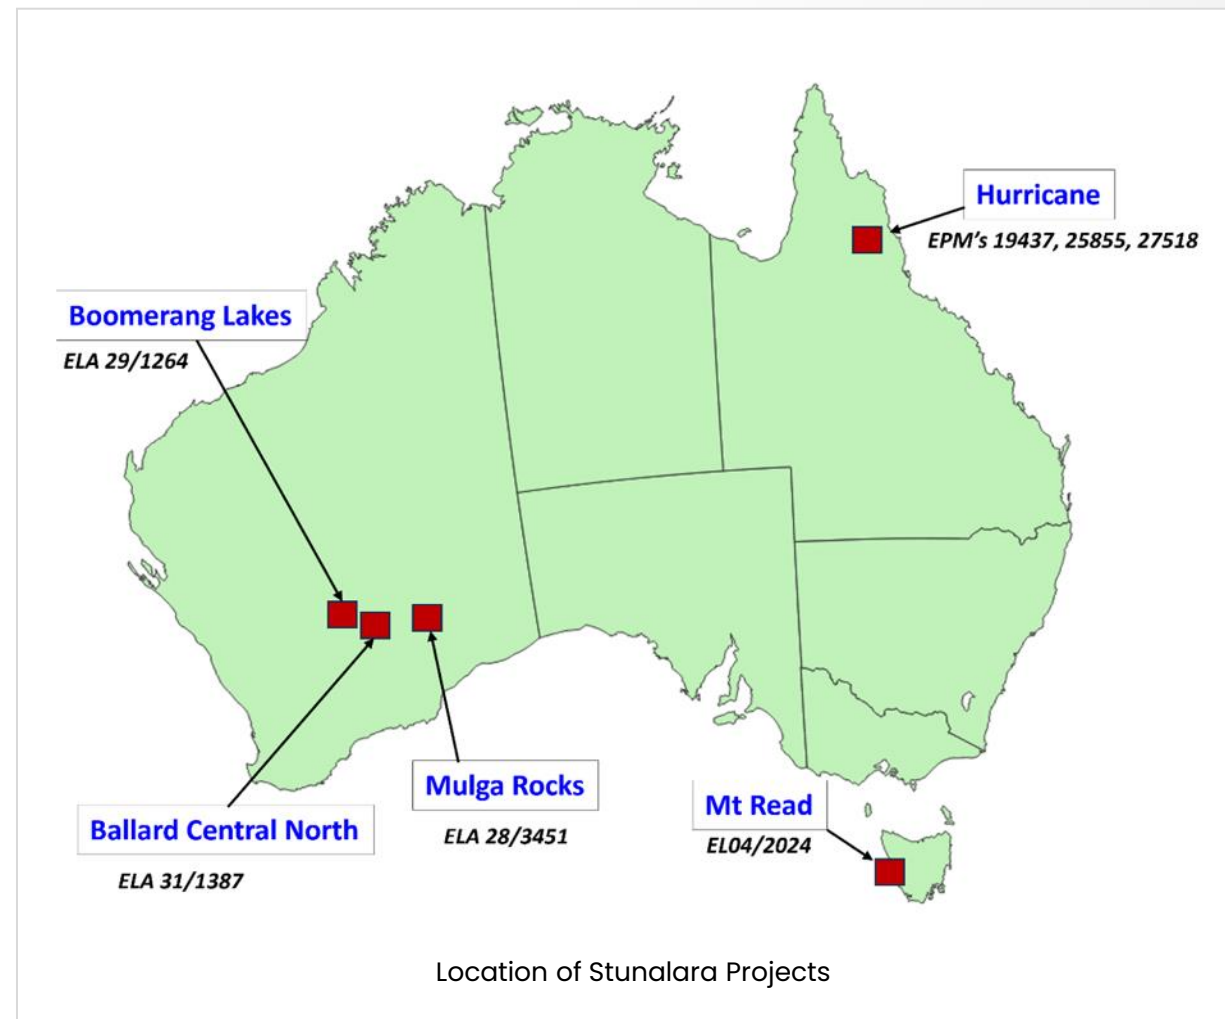 Hurricane
EPM's 19437, 25855, 27518
Boomerang Lakes
ELA 29/1264
Mulga Rocks
ELA 28/3451
Mt Read
EL04/2024
Ballard Central North
ELA 31/1387
Location of Stunalara Projects